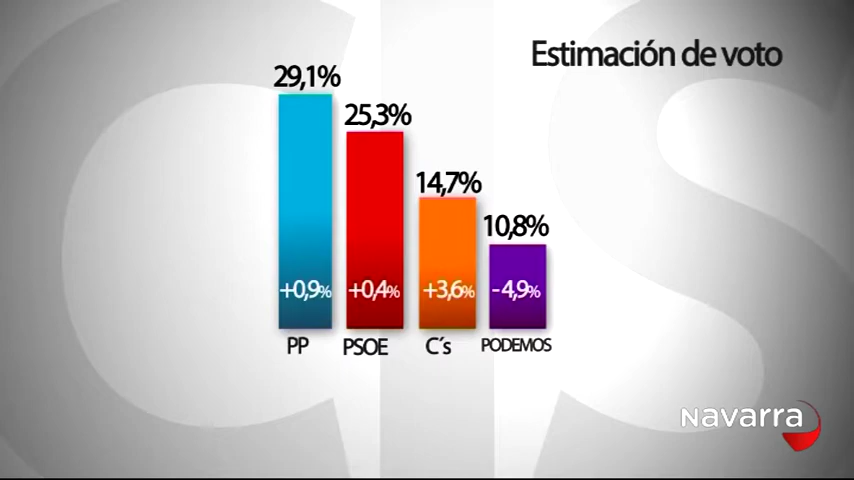 Estimación de voto
29,1%
25,3%
14,7%
10,8%
+0,9%
+0,4%
+3,6%
-4,9%
PP
PSOE
C´s
PODEMOS
Navarra
CIS